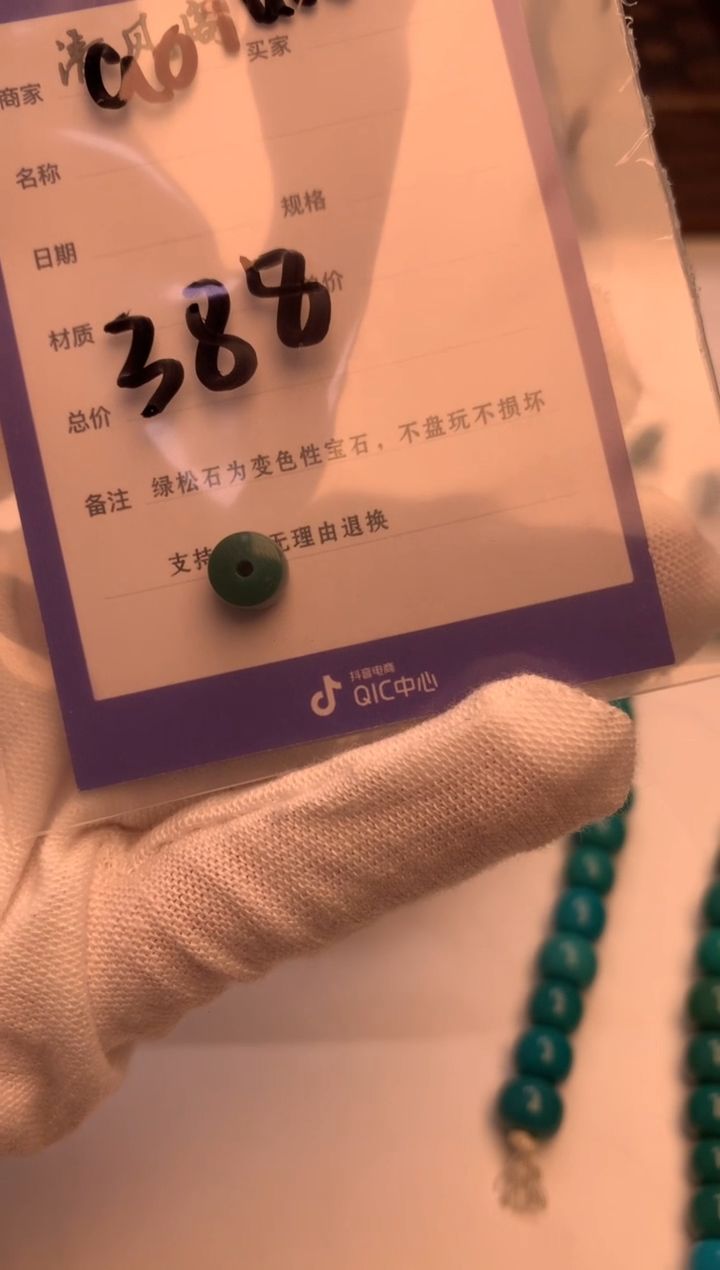 商家 买家
名称
规格
日期
材质 价
388
总价
备注 绿松石为变色性宝石，不盘玩不损坏
支持 无理由退换
抖音电商
QIC中心